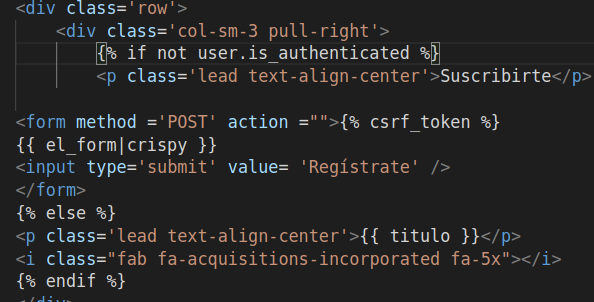 <div class='row'>
<div class='col-sm-3 pull-right'>
{% if not user.is_authenticated %}
<p class='lead text-align-center'>Suscribirte</p>
<form method ='POST' action ="">{% csrf_token %}
{{ el_form|crispy }}
<input type='submit' value= 'Regístrate' />
</form>
{% else %}
<p class='lead text-align-center'>{{ titulo }}</p>
<i class="fab fa-acquisitions-incorporated fa-5x"></i>
{% endif %}
</div>